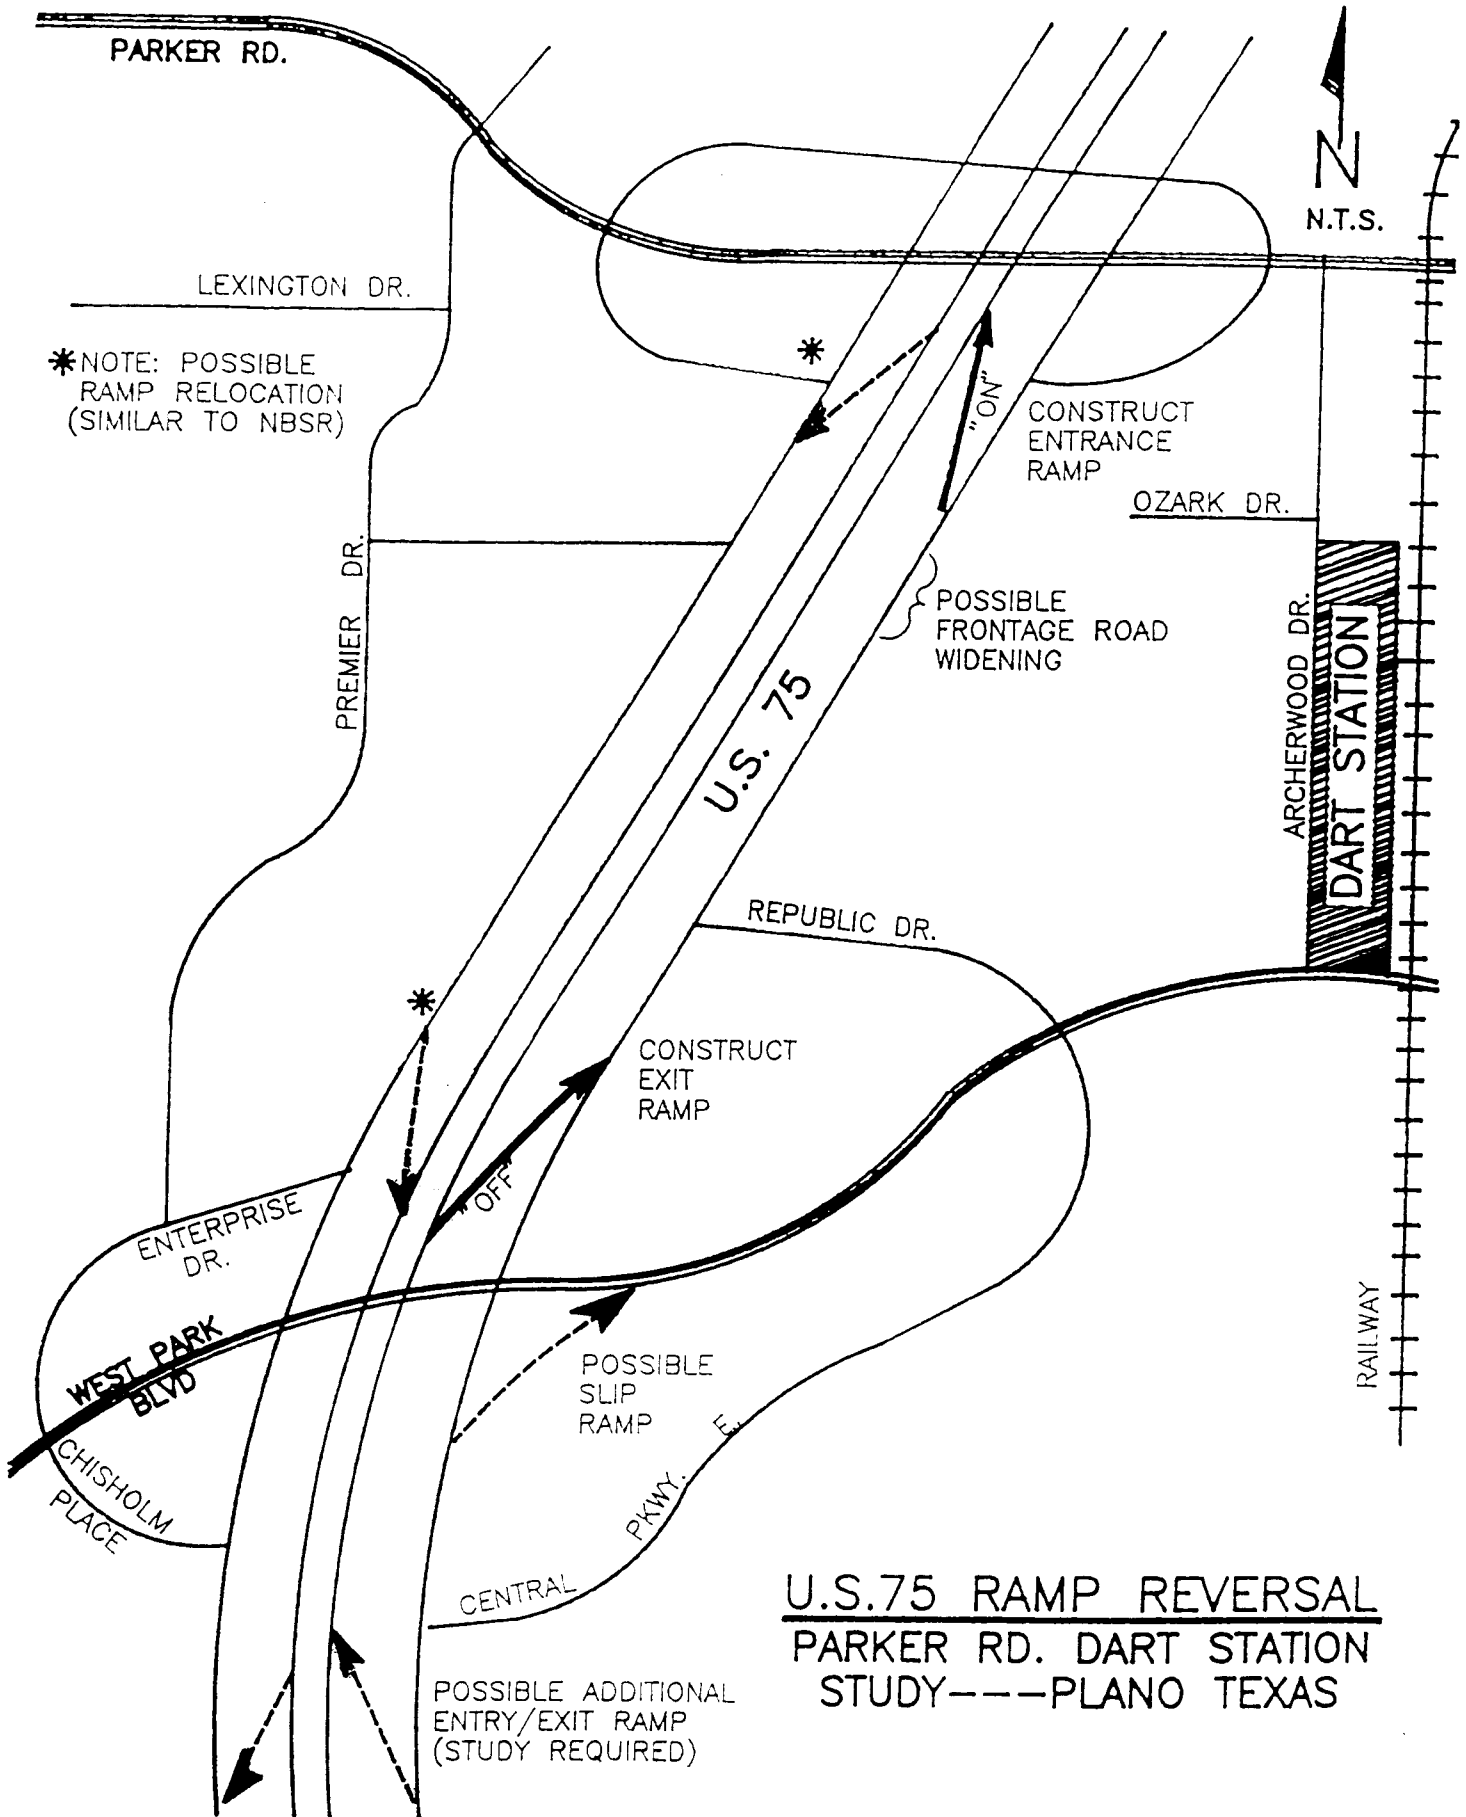 PARKER RD.
N
N.T.S.
LEXINGTON DR.
*NOTE: POSSIBLE
RAMP RELOCATION
(SIMILAR TO NBSR)
*
"ON"
CONSTRUCT
ENTRANCE
RAMP
OZARK DR.
PREMIER DR.
POSSIBLE
FRONTAGE ROAD
WIDENING
ARCHERWOOD DR.
DART STATION
U.S. 75
REPUBLIC DR.
*
CONSTRUCT
EXIT
RAMP
"OFF"
ENTERPRISE
DR.
WEST PARK
BLVD
POSSIBLE
SLIP
RAMP
RAILWAY
CHISHOLM
PLACE
CENTRAL PKWY. E.
U.S.75 RAMP REVERSAL
PARKER RD. DART STATION
STUDY---PLANO TEXAS
POSSIBLE ADDITIONAL
ENTRY/EXIT RAMP
(STUDY REQUIRED)